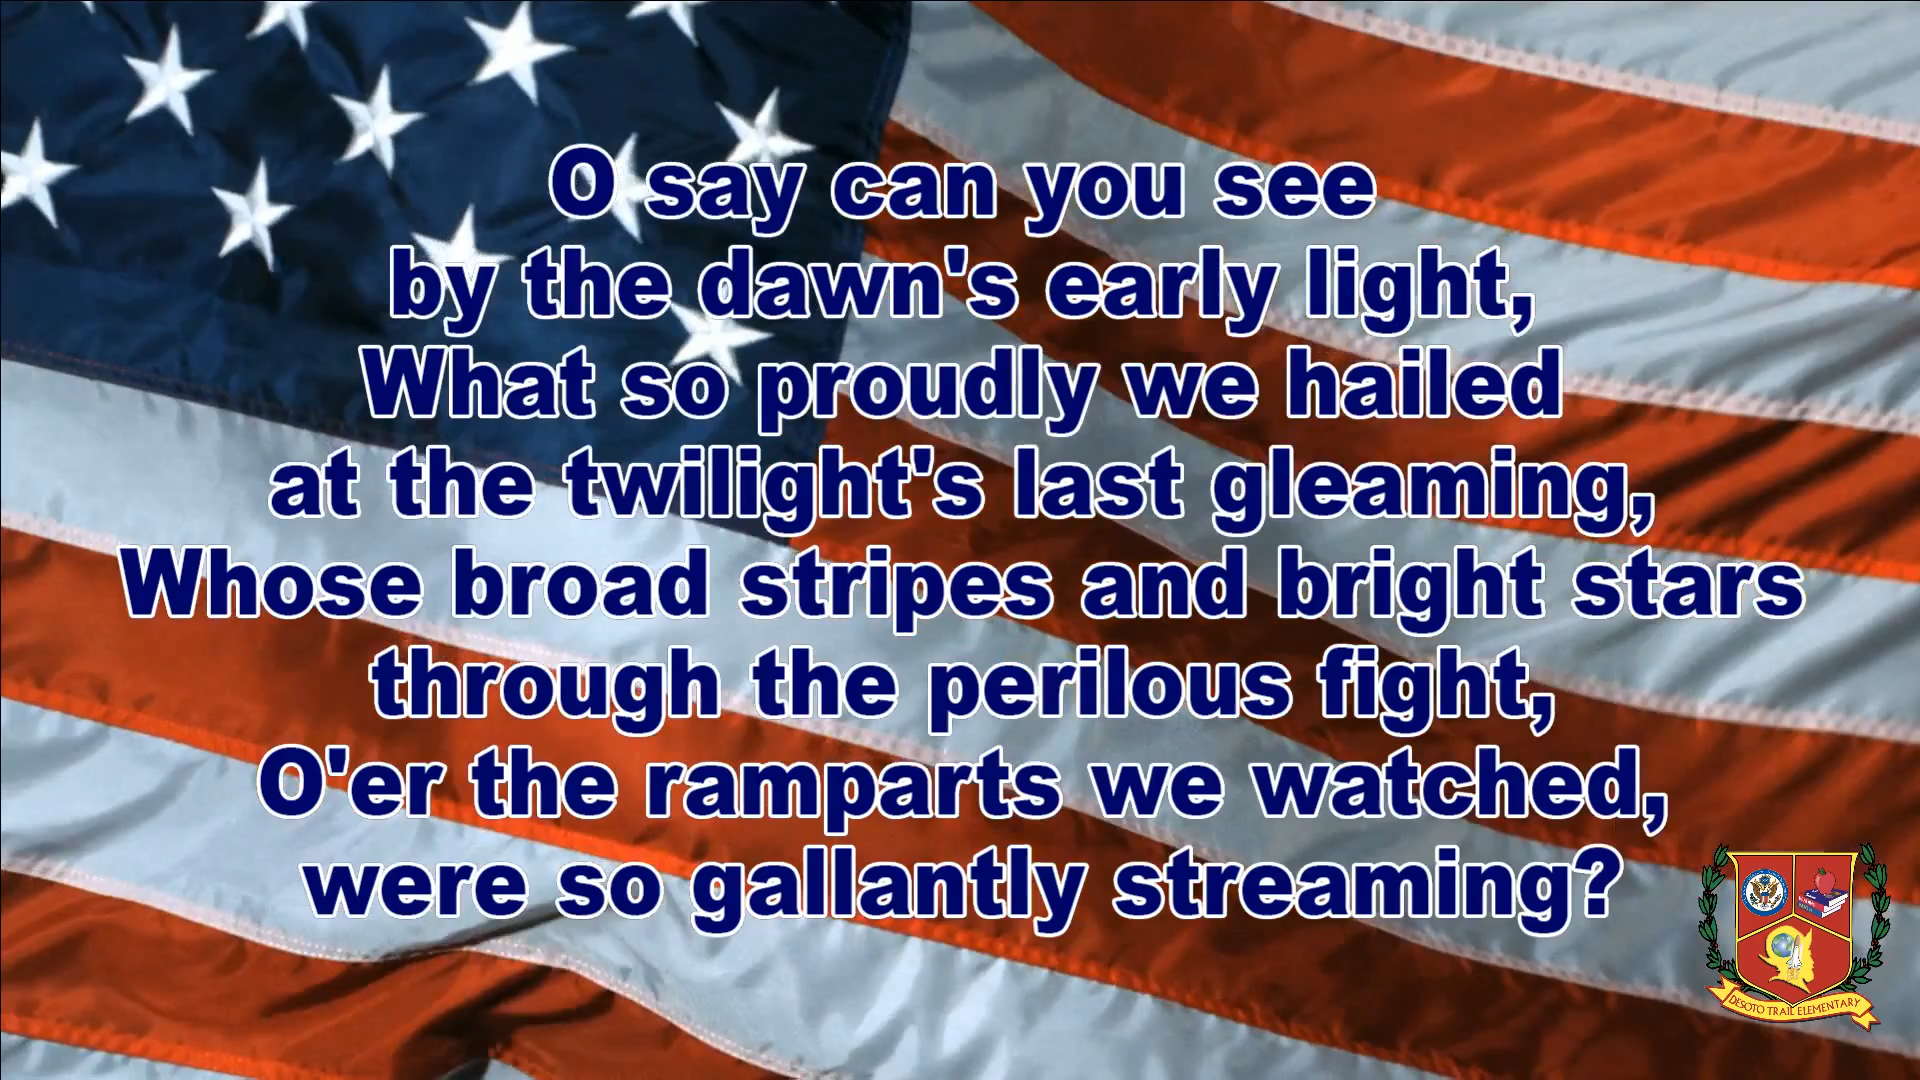 O say can you see
by the dawn's early light,
What so proudly we hailed
at the twilight's last gleaming,
Whose broad stripes and bright stars
through the perilous fight,
O'er the ramparts we watched,
were so gallantly streaming?
DESOTO TRAIL ELEMENTARY